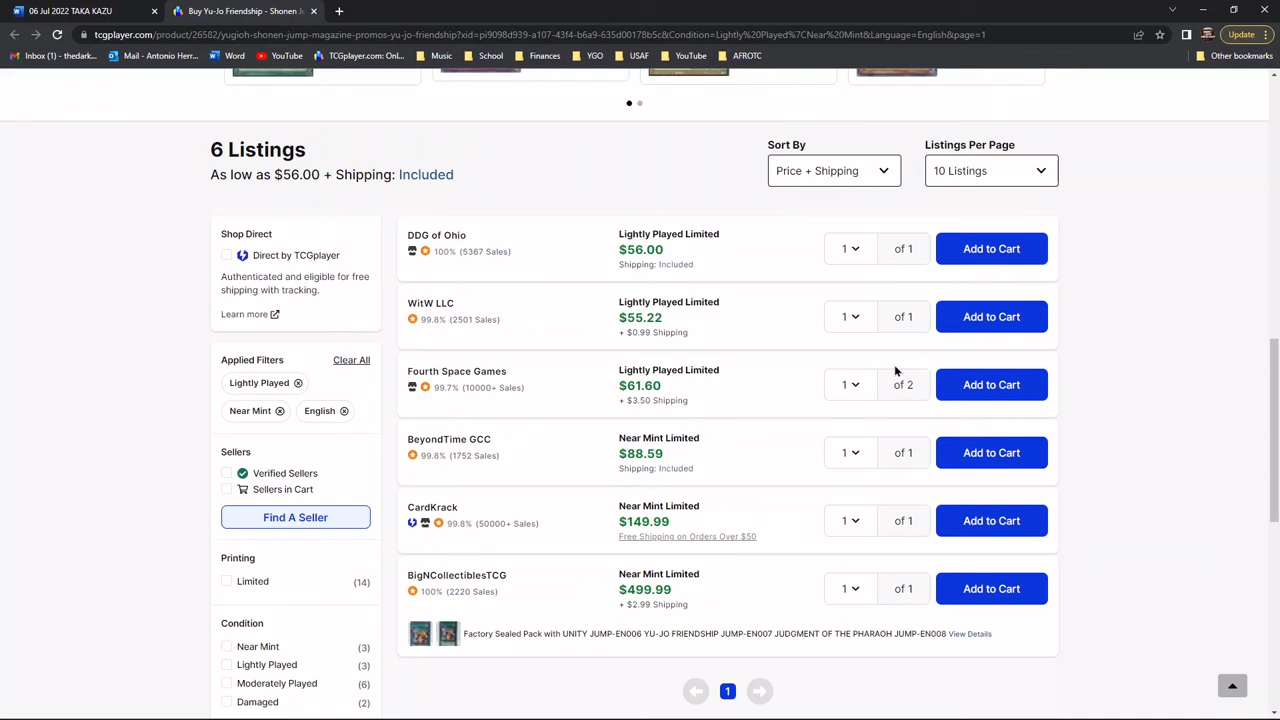 06 Jul 2022 TAKA KAZU
Buy Yu-Jo Friendship - Shonen J
tcgplayer.com/product/26582/yugioh-shonen-jump-magazine-promos-yu-jo-friendship?xid=pi9098d939-a107-43f4-b6a9-635d00178b5c&Condition=Lightly%20Played%7CNear%20Mint&Language=English&page=1
Update
Inbox (1) - thedark...
Mail - Antonio Herr...
YouTube
TCGplayer.com: Onl...
Music
School
Finances
YGO
USAF
YouTube
AFROTC
Other bookmarks
6 Listings
As low as $56.00 + Shipping: Included
Sort By
Price + Shipping
Listings Per Page
10 Listings
Shop Direct
Direct by TCGplayer
Authenticated and eligible for free
shipping with tracking.
Learn more
Applied Filters
Clear All
Lightly Played
Near Mint
English
Sellers
Verified Sellers
Sellers in Cart
Find A Seller
Printing
Limited (14)
Condition
Near Mint (3)
Lightly Played (3)
Moderately Played (6)
Damaged (2)
DDG of Ohio
100% (5367 Sales)
Lightly Played Limited
$56.00
Shipping: Included
1
of 1
Add to Cart
WitW LLC
99.8% (2501 Sales)
Lightly Played Limited
$55.22
+ $0.99 Shipping
1
of 1
Add to Cart
Fourth Space Games
99.7% (10000+ Sales)
Lightly Played Limited
$61.60
+ $3.50 Shipping
1
of 2
Add to Cart
BeyondTime GCC
99.8% (1752 Sales)
Near Mint Limited
$88.59
Shipping: Included
1
of 1
Add to Cart
CardKrack
99.8% (50000+ Sales)
Near Mint Limited
$149.99
Free Shipping on Orders Over $50
1
of 1
Add to Cart
BigNCollectiblesTCG
100% (2220 Sales)
Near Mint Limited
$499.99
+ $2.99 Shipping
1
of 1
Add to Cart
Factory Sealed Pack with UNITY JUMP-EN006 YU-JO FRIENDSHIP JUMP-EN007 JUDGMENT OF THE PHARAOH JUMP-EN008 View Details
1